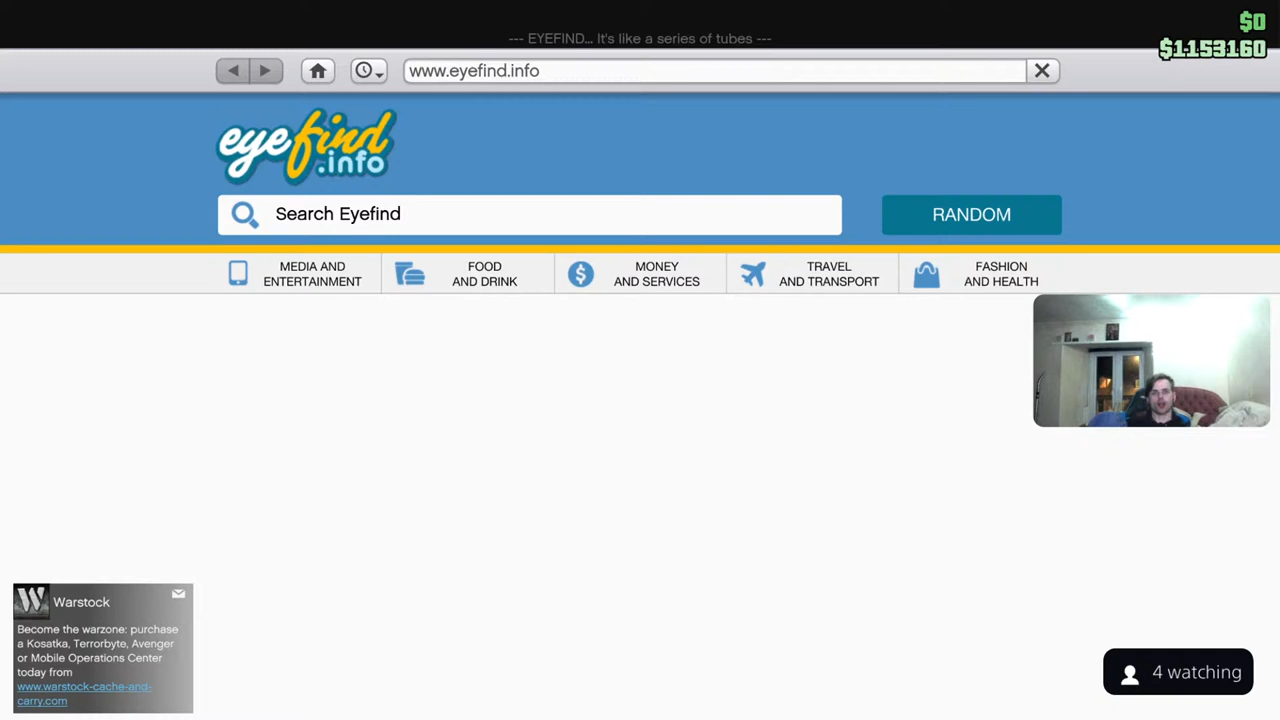 $0
--- EYEFIND... It's like a series of tubes ---
$1153160
www.eyefind.info
eyefind
.info
Search Eyefind
RANDOM
MEDIA AND
ENTERTAINMENT
FOOD
AND DRINK
MONEY
AND SERVICES
TRAVEL
AND TRANSPORT
FASHION
AND HEALTH
W
Warstock
Become the warzone: purchase
a Kosatka, Terrorbyte, Avenger
or Mobile Operations Center
today from
www.warstock-cache-and-
carry.com
4 watching